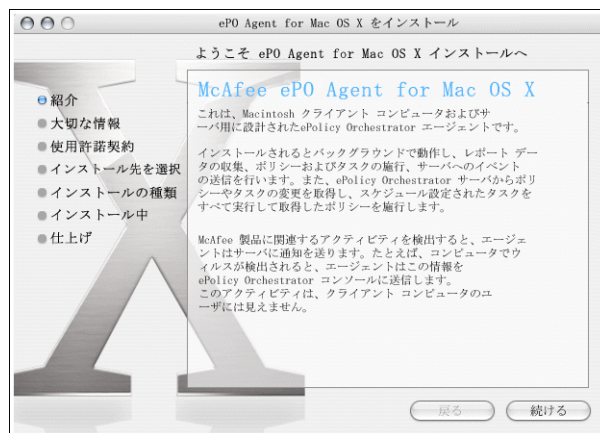 ePO Agent for Mac OS X をインストール
ようこそ ePO Agent for Mac OS X インストールへ
紹介
大切な情報
使用許諾契約
インストール先を選択
インストールの種類
インストール中
仕上げ
McAfee ePO Agent for Mac OS X
これは、Macintosh クライアント コンピュータおよびサ
ーバ用に設計されたePolicy Orchestrator エージェントです。
インストールされるとバックグラウンドで動作し、レポート デー
タの収集、ポリシーおよびタスクの施行、サーバへのイベント
の送信を行います。また、ePolicy Orchestrator サーバからポリ
シーやタスクの変更を取得し、スケジュール設定されたタスクを
すべて実行して取得したポリシーを施行します。
McAfee 製品に関連するアクティビティを検出すると、エージェ
ントはサーバに通知を送ります。たとえば、コンピュータでウ
ィルスが検出されると、エージェントはこの情報を
ePolicy Orchestrator コンソールに送信します。
このアクティビティは、クライアント コンピュータのユ
ーザには見えません。
戻る
続ける